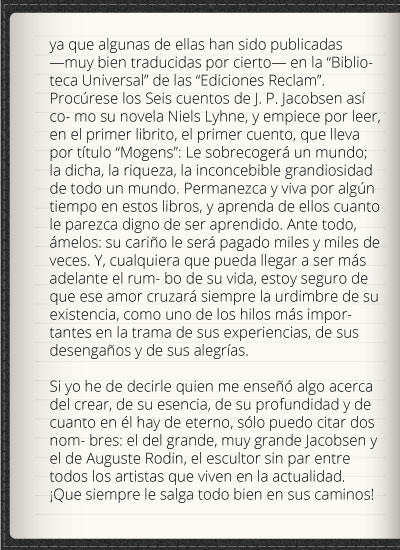 ya que algunas de ellas han sido publicadas
—muy bien traducidas por cierto— en la “Biblio-
teca Universal” de las “Ediciones Reclam”.
Procúrese los Seis cuentos de J. P. Jacobsen así
co- mo su novela Niels Lyhne, y empiece por leer,
en el primer librito, el primer cuento, que lleva
por título “Mogens”: Le sobrecogerá un mundo;
la dicha, la riqueza, la inconcebible grandiosidad
de todo un mundo. Permanezca y viva por algún
tiempo en estos libros, y aprenda de ellos cuanto
le parezca digno de ser aprendido. Ante todo,
ámelos: su cariño le será pagado miles y miles de
veces. Y, cualquiera que pueda llegar a ser más
adelante el rum- bo de su vida, estoy seguro de
que ese amor cruzará siempre la urdimbre de su
existencia, como uno de los hilos más impor-
tantes en la trama de sus experiencias, de sus
desengaños y de sus alegrías.
Si yo he de decirle quien me enseñó algo acerca
del crear, de su esencia, de su profundidad y de
cuanto en él hay de eterno, sólo puedo citar dos
nom- bres: el del grande, muy grande Jacobsen y
el de Auguste Rodin, el escultor sin par entre
todos los artistas que viven en la actualidad.
¡Que siempre le salga todo bien en sus caminos!